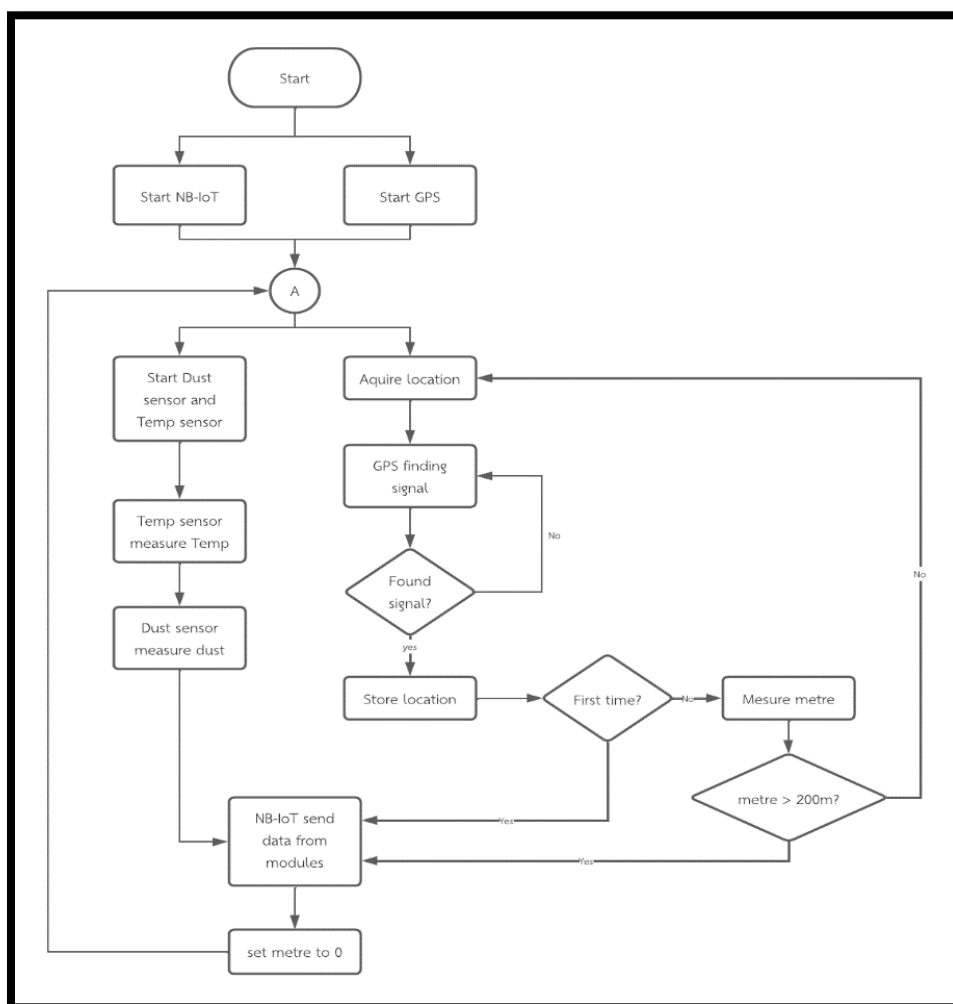 Start
Start NB-IoT
Start GPS
A
Start Dust
sensor and
Temp sensor
Aquire location
GPS finding
signal
No
Temp sensor
measure Temp
Found
signal?
No
yes
Dust sensor
measure dust
Store location
First time?
No
Mesure metre
metre > 200m?
Yes
NB-IoT send
data from
modules
Yes
set metre to 0